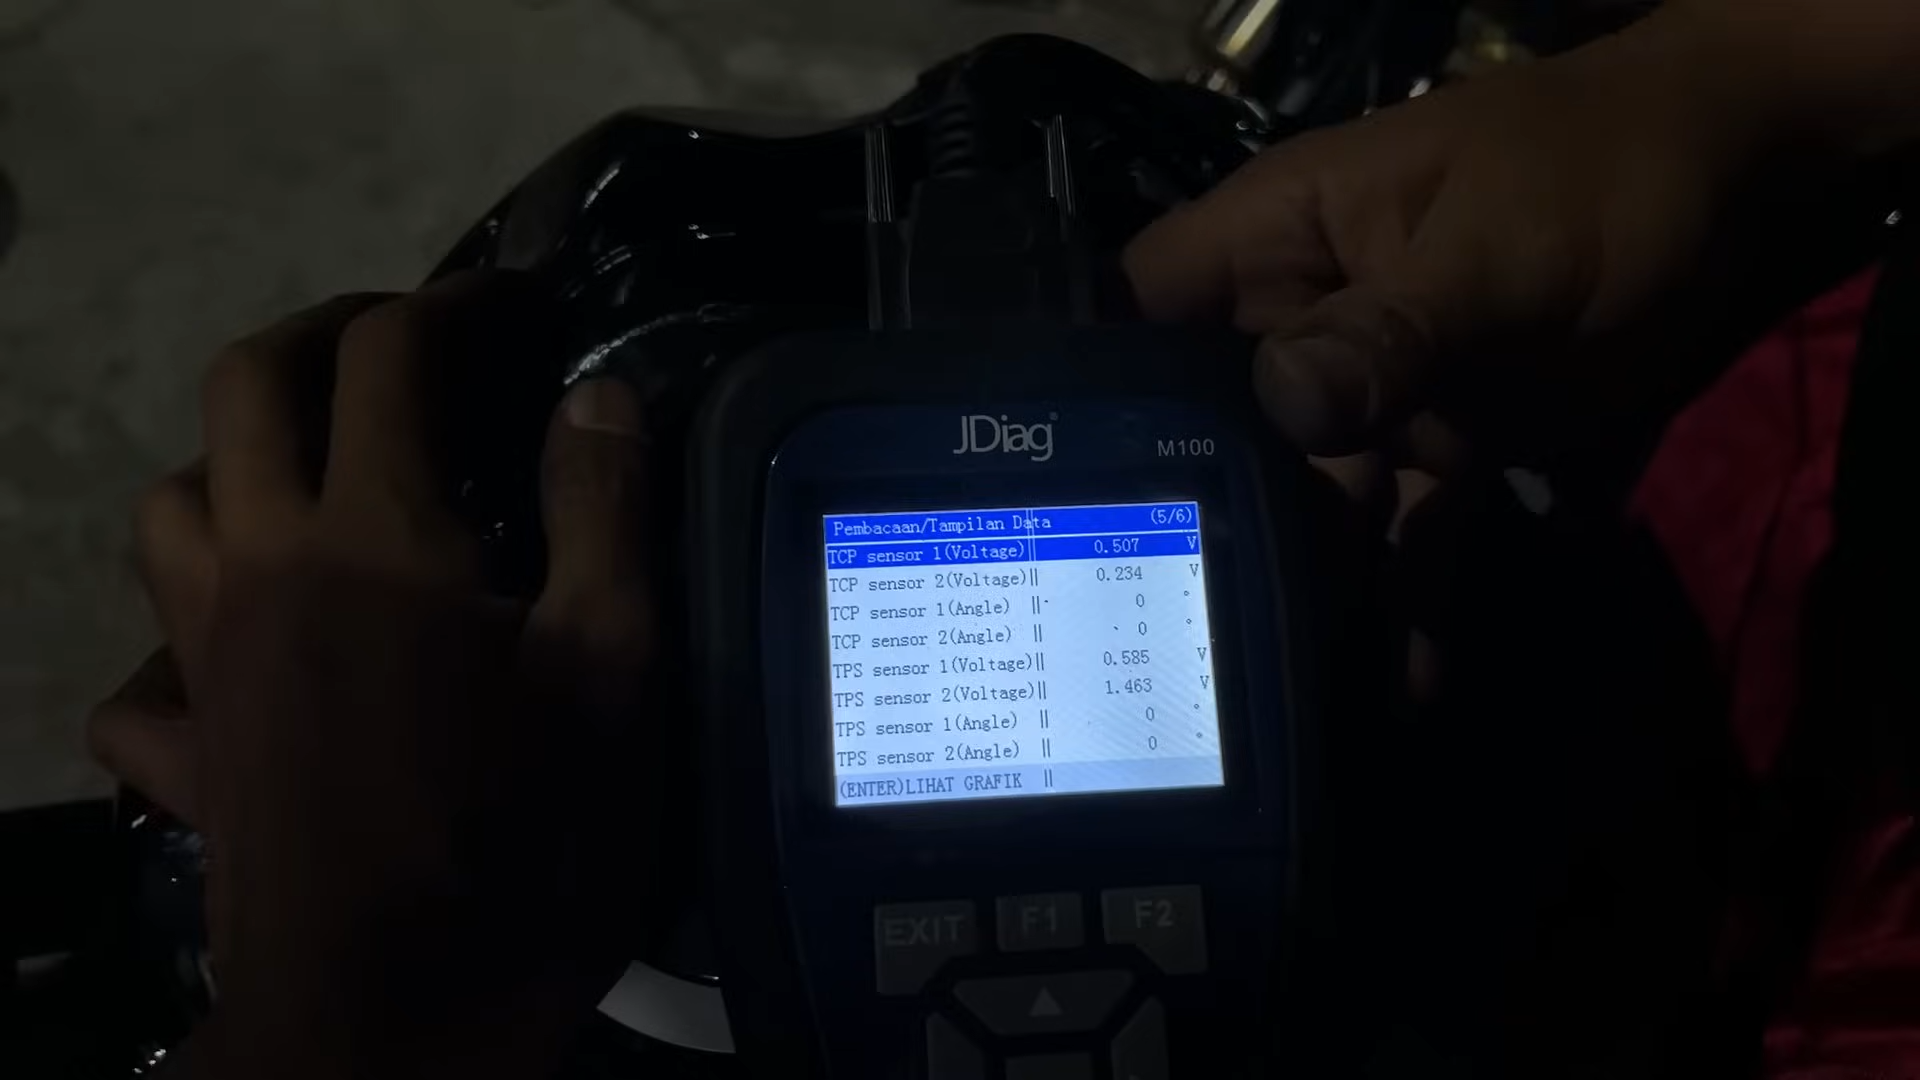 JDiag®
M100
Pembacaan/Tampilan Data (5/6)
TCP sensor 1(Voltage)|| 0.507 V
TCP sensor 2(Voltage)|| 0.234 V
TCP sensor 1(Angle) || 0 °
TCP sensor 2(Angle) || 0 °
TPS sensor 1(Voltage)|| 0.585 V
TPS sensor 2(Voltage)|| 1.463 V
TPS sensor 1(Angle) || 0 °
TPS sensor 2(Angle) || 0 °
(ENTER)LIHAT GRAFIK ||
EXIT F1 F2